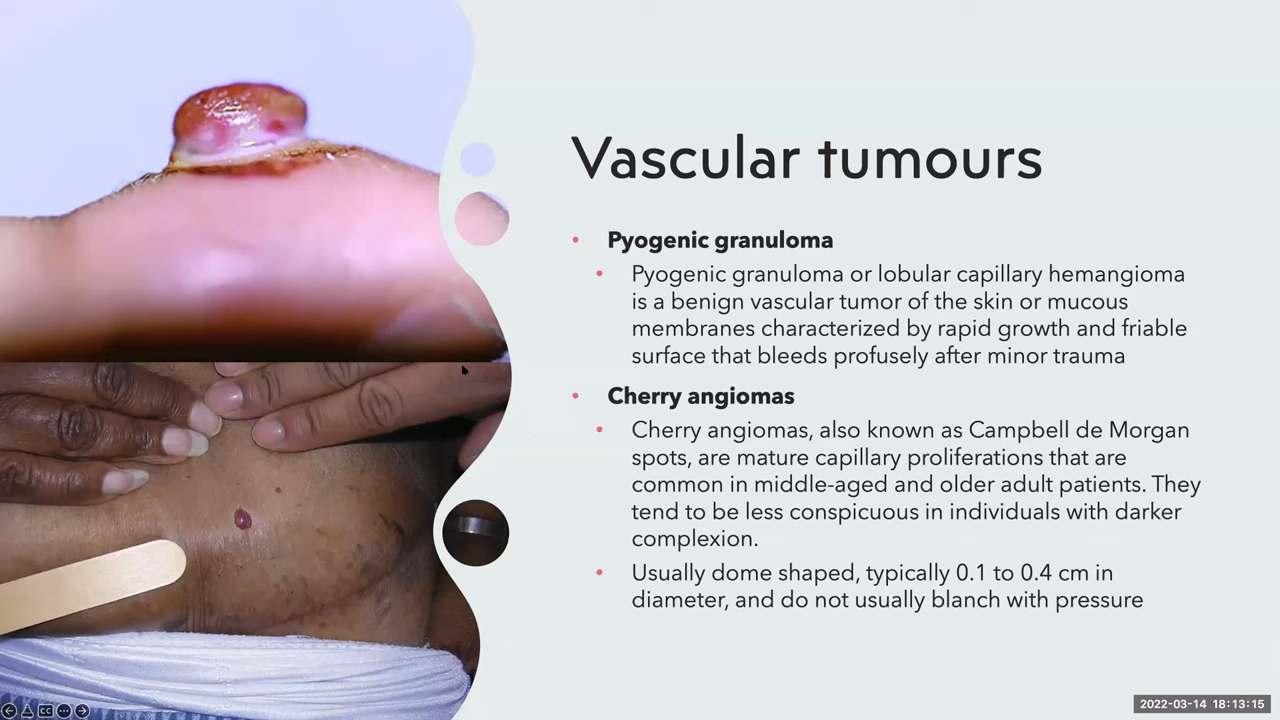 Vascular tumours
• Pyogenic granuloma
• Pyogenic granuloma or lobular capillary hemangioma
is a benign vascular tumor of the skin or mucous
membranes characterized by rapid growth and friable
surface that bleeds profusely after minor trauma
• Cherry angiomas
• Cherry angiomas, also known as Campbell de Morgan
spots, are mature capillary proliferations that are
common in middle-aged and older adult patients. They
tend to be less conspicuous in individuals with darker
complexion.
• Usually dome shaped, typically 0.1 to 0.4 cm in
diameter, and do not usually blanch with pressure
CC
2022-03-14 18:13:15